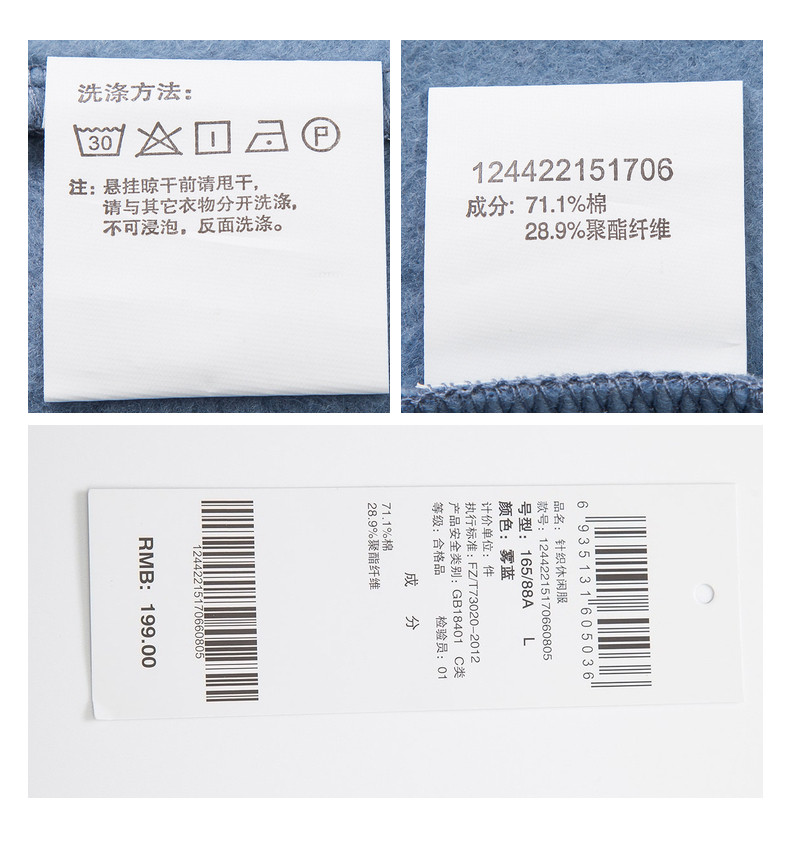 洗涤方法:
30
P
注: 悬挂晾干前请甩干,
请与其它衣物分开洗涤,
不可浸泡, 反面洗涤。
124422151706
成分: 71.1%棉
28.9%聚酯纤维
6 935131 605036
品名: 针织休闲服
款号: 12442215170660805
号型: 165/88A L
颜色: 雾蓝
计价单位: 件
执行标准: FZ/T73020-2012
产品安全类别: GB18401 C类
等级: 合格品 检验员: 01
成 分
71.1%棉
28.9%聚酯纤维
12442215170660805
RMB: 199.00